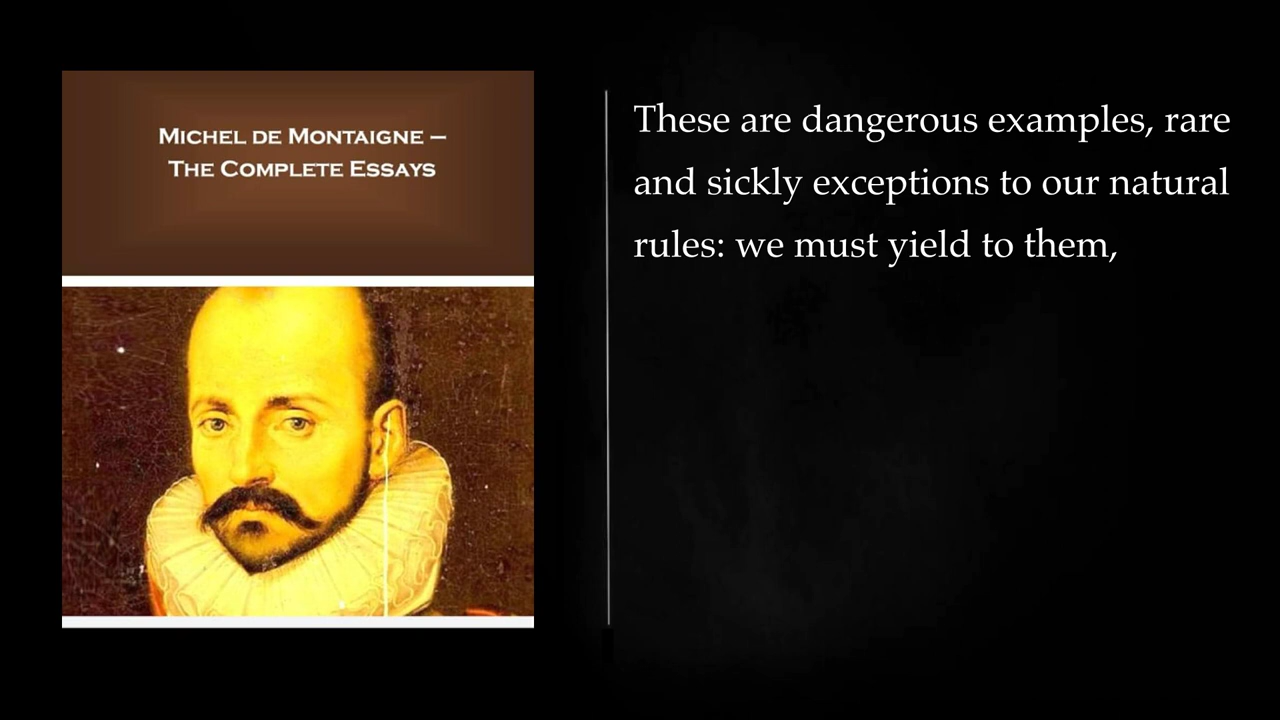 MICHEL DE MONTAIGNE –
THE COMPLETE ESSAYS
These are dangerous examples, rare
and sickly exceptions to our natural
rules: we must yield to them,